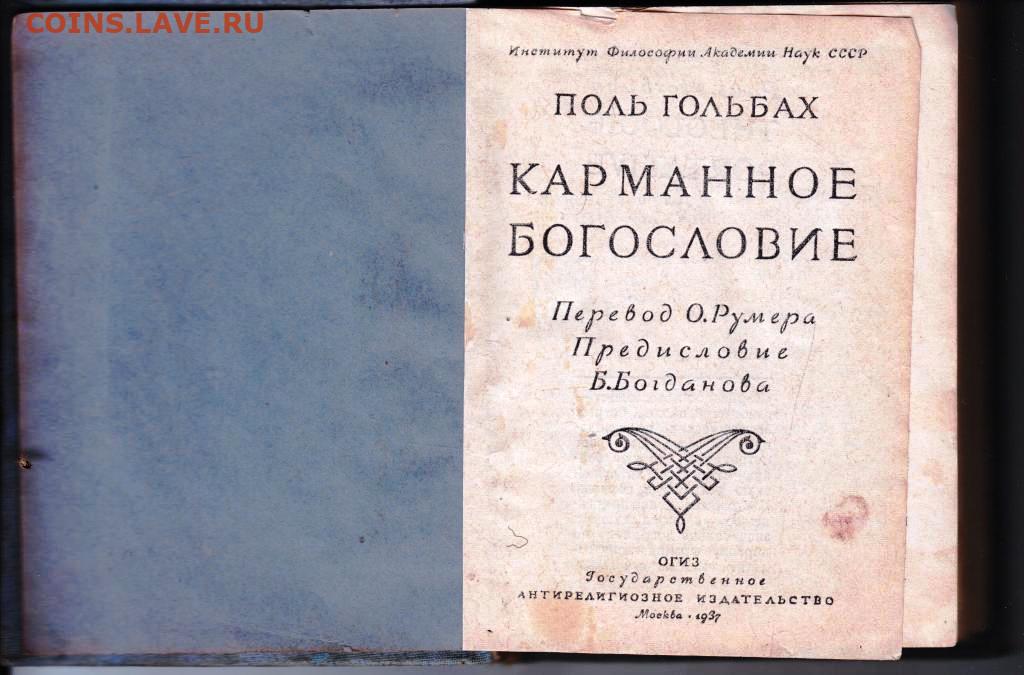 COINS.LAVE.RU
Институт Философии Академии Наук СССР
ПОЛЬ ГОЛЬБАХ
КАРМАННОЕ
БОГОСЛОВИЕ
Перевод О.Румера
Предисловие
Б.Богданова
ОГИЗ
Государственное
АНТИРЕЛИГИОЗНОЕ ИЗДАТЕЛЬСТВО
Москва • 1937